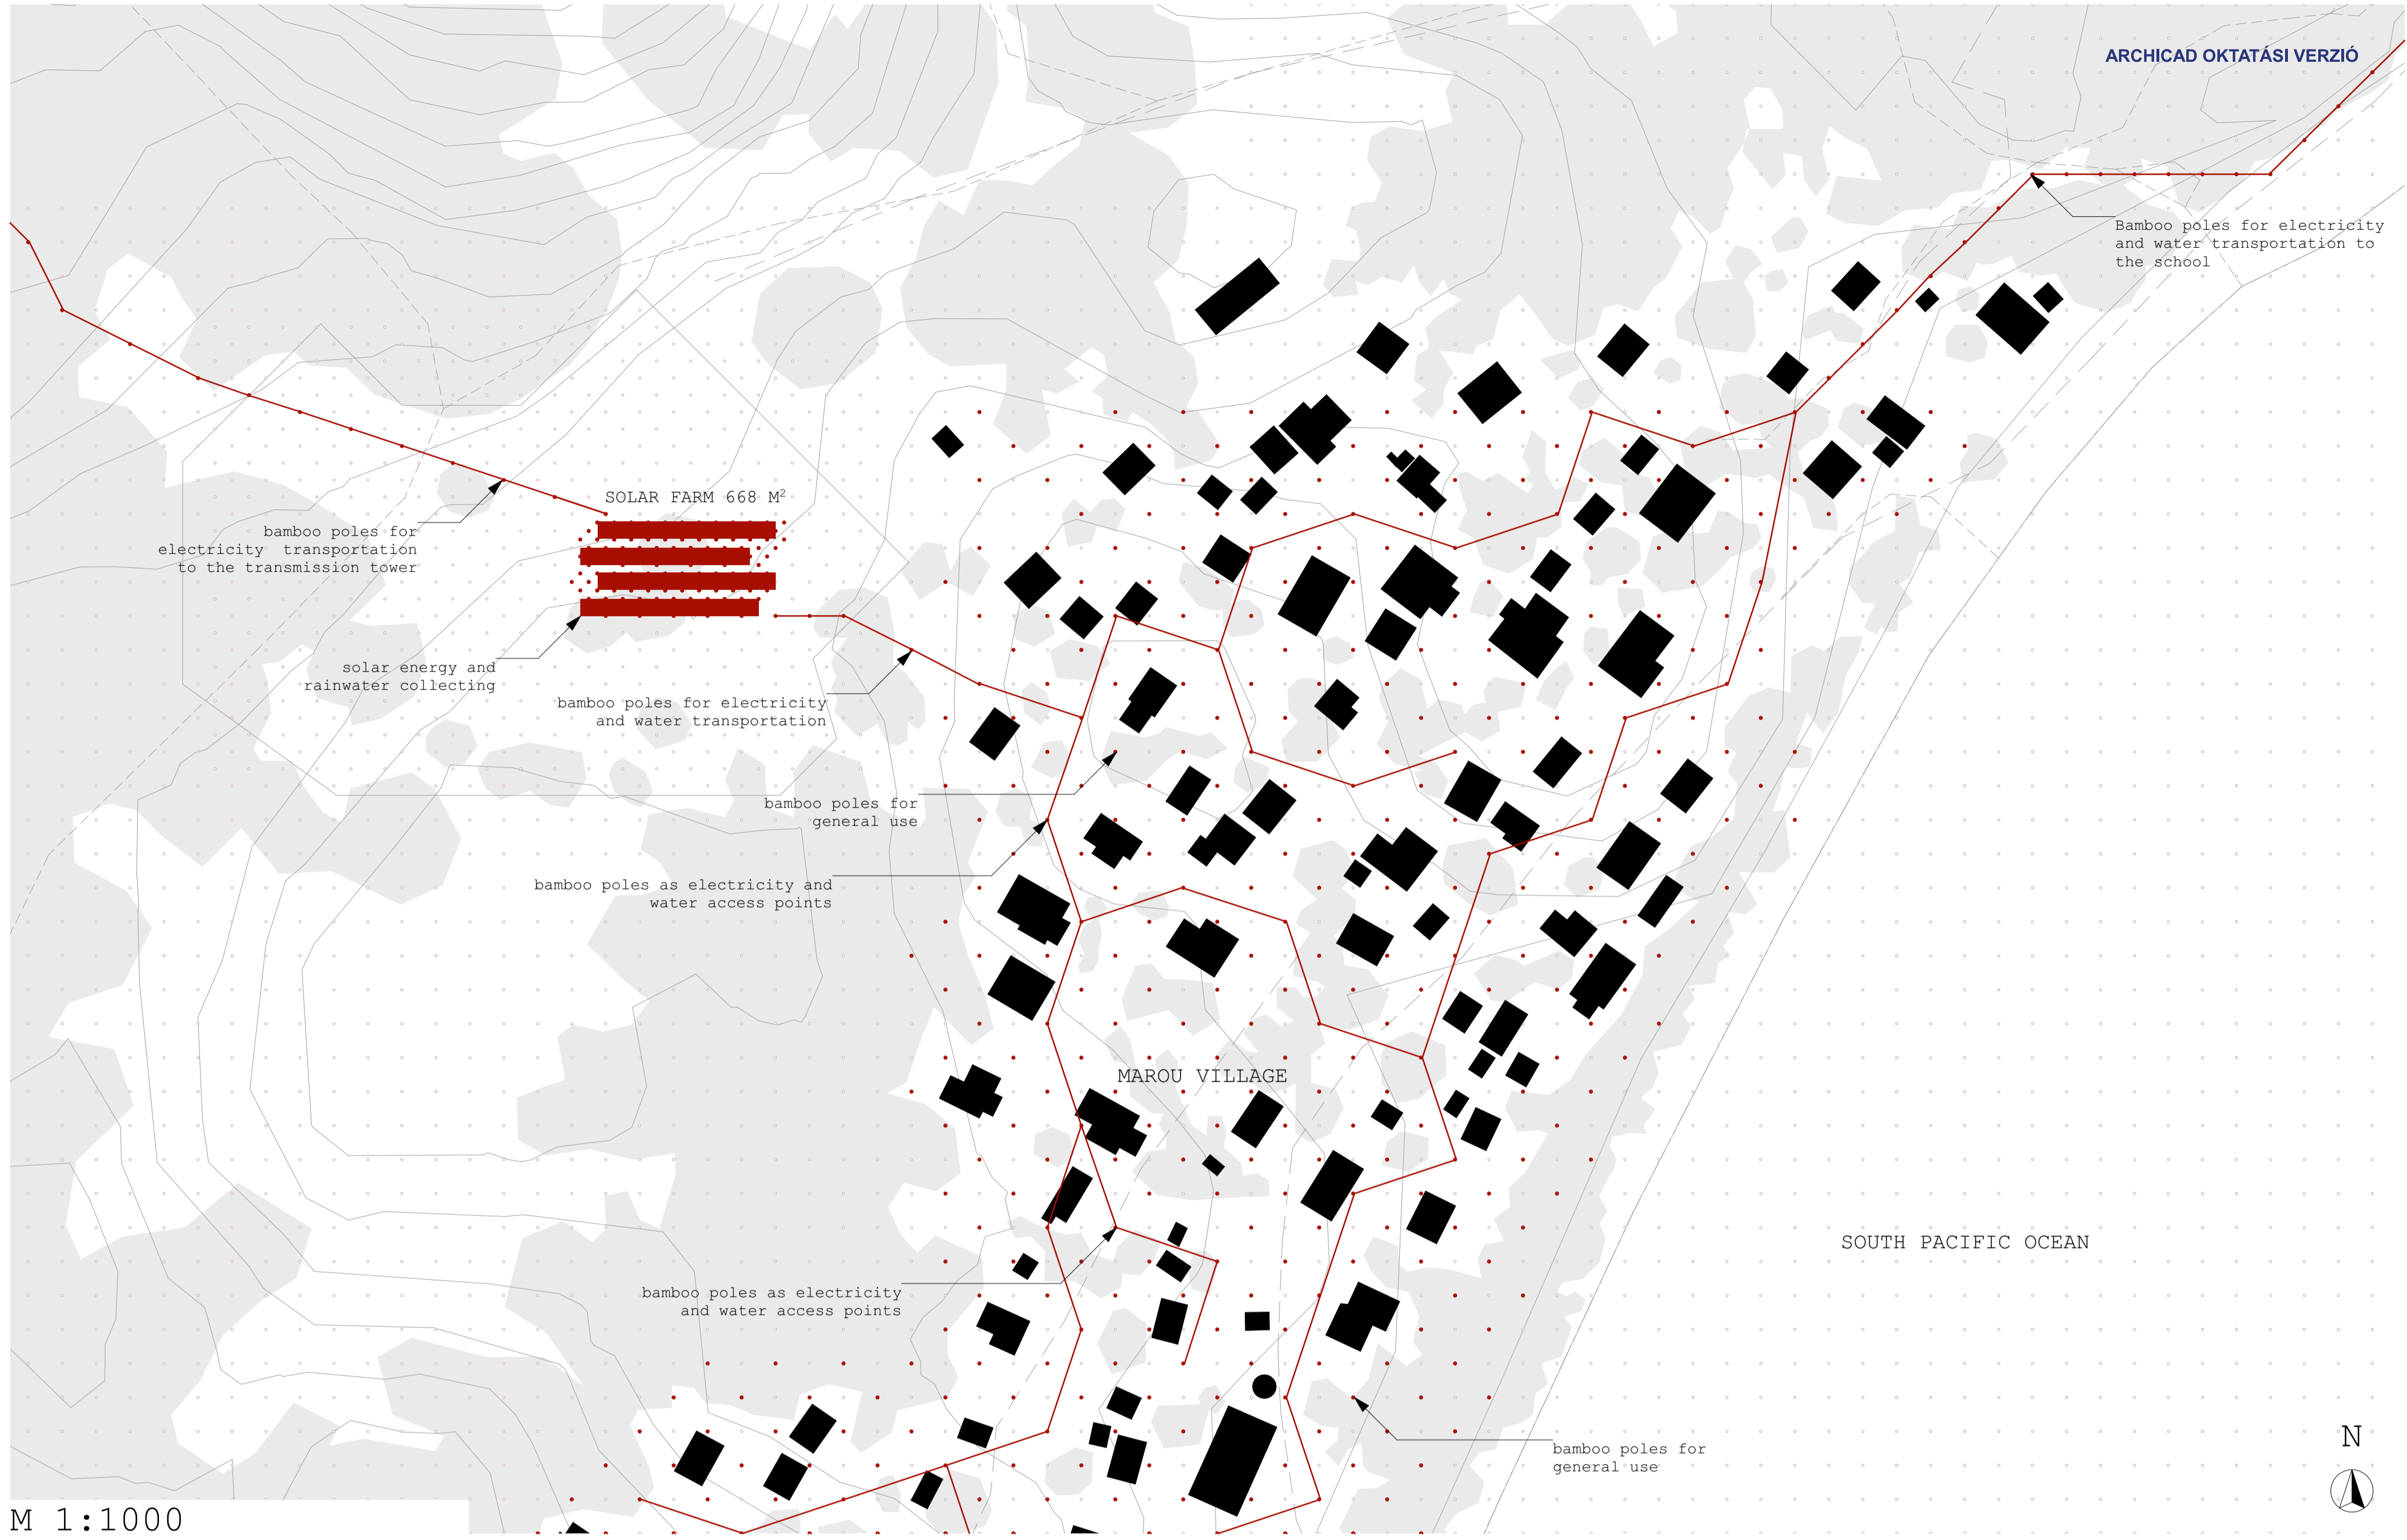 ARCHICAD OKTATÁSI VERZIÓ
Bamboo poles for electricity
and water transportation to
the school
SOLAR FARM 668 M²
bamboo poles for
electricity transportation
to the transmission tower
solar energy and
rainwater collecting
bamboo poles for electricity
and water transportation
bamboo poles for
general use
bamboo poles as electricity and
water access points
MAROU VILLAGE
SOUTH PACIFIC OCEAN
bamboo poles as electricity
and water access points
bamboo poles for
general use
N
M 1:1000